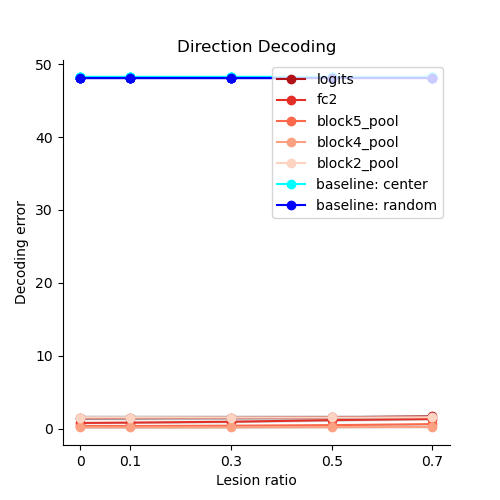 Direction Decoding
50
40
30
20
10
0
Decoding error
logits
fc2
block5_pool
block4_pool
block2_pool
baseline: center
baseline: random
0 0.1 0.3 0.5 0.7
Lesion ratio